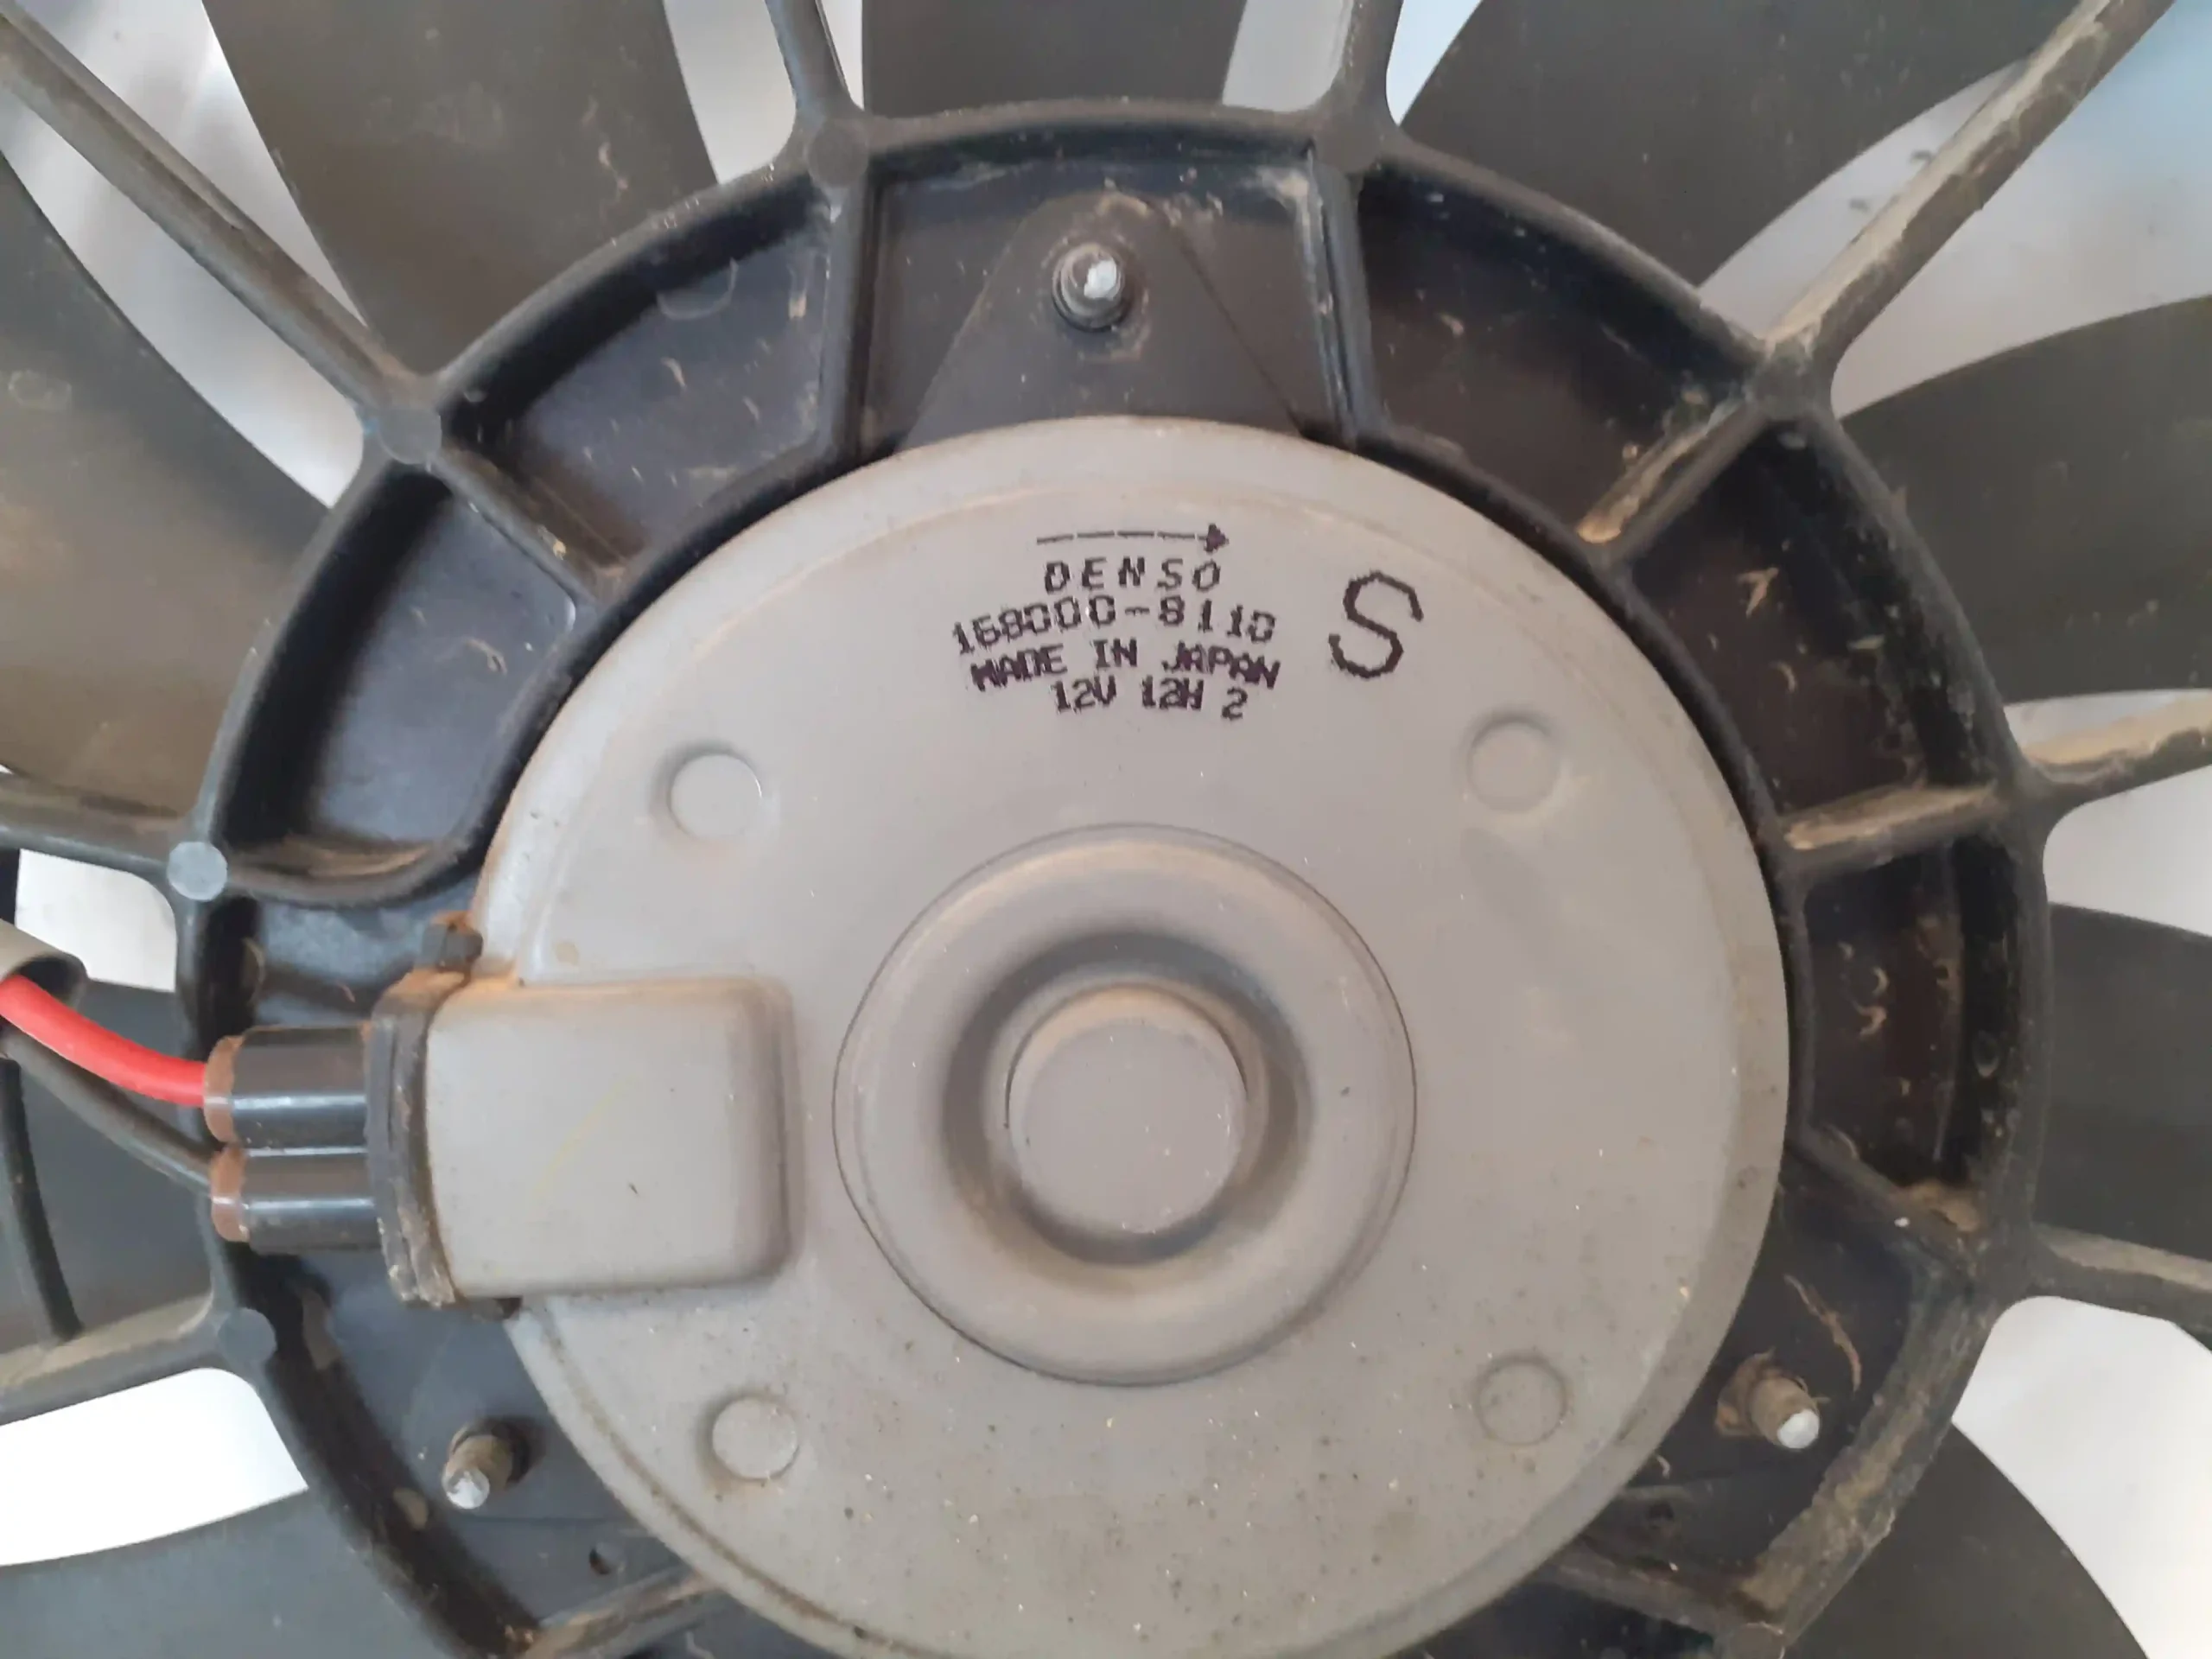 DENSO
168000-8110
S
MADE IN JAPAN
12V 12H 2